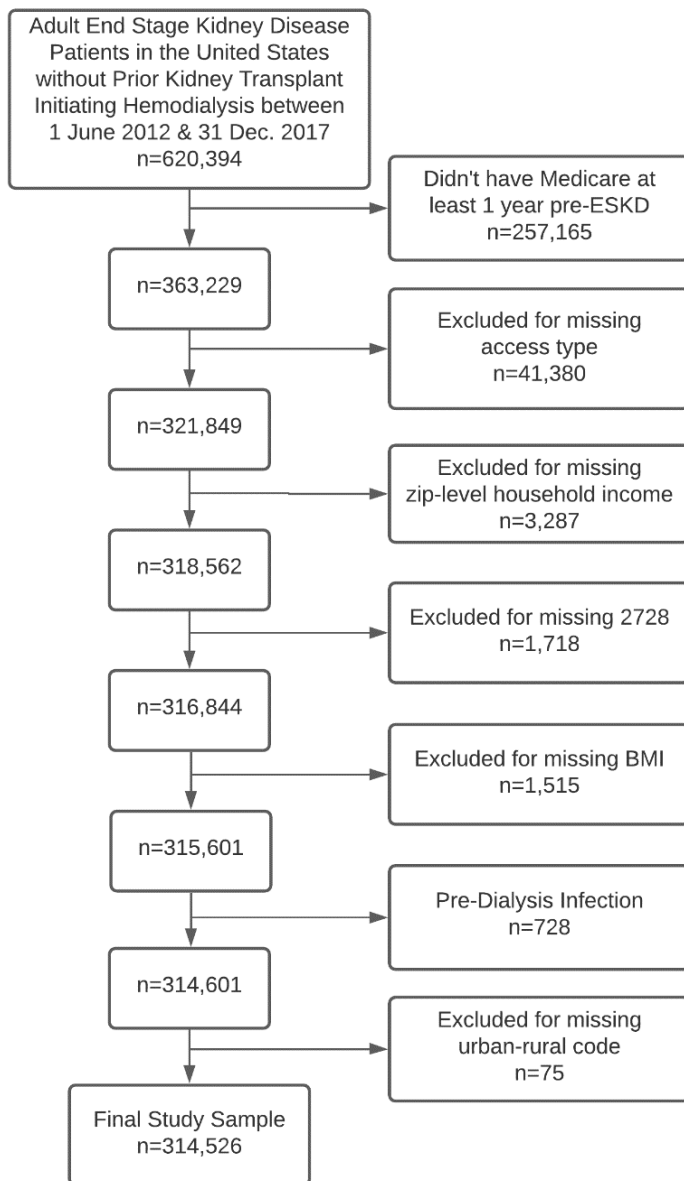 Adult End Stage Kidney Disease
Patients in the United States
without Prior Kidney Transplant
Initiating Hemodialysis between
1 June 2012 & 31 Dec. 2017
n=620,394
Didn't have Medicare at
least 1 year pre-ESKD
n=257,165
n=363,229
Excluded for missing
access type
n=41,380
n=321,849
Excluded for missing
zip-level household income
n=3,287
n=318,562
Excluded for missing 2728
n=1,718
n=316,844
Excluded for missing BMI
n=1,515
n=315,601
Pre-Dialysis Infection
n=728
n=314,601
Excluded for missing
urban-rural code
n=75
Final Study Sample
n=314,526